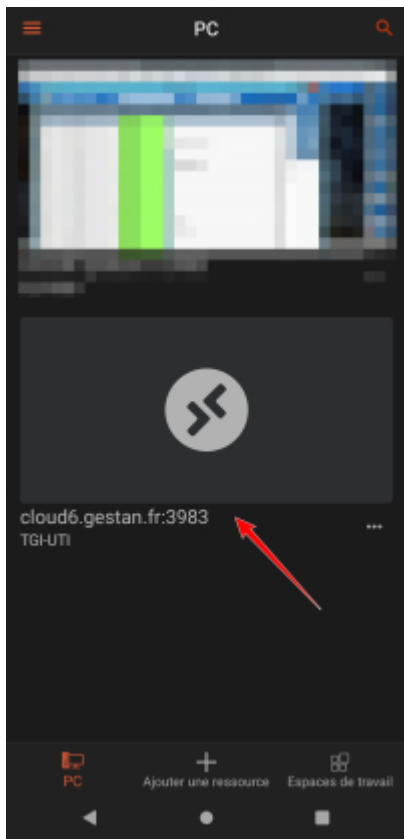 PC
cloud6.gestan.fr:3983
TGI-UTI
PC
Ajouter une ressource
Espaces de travail